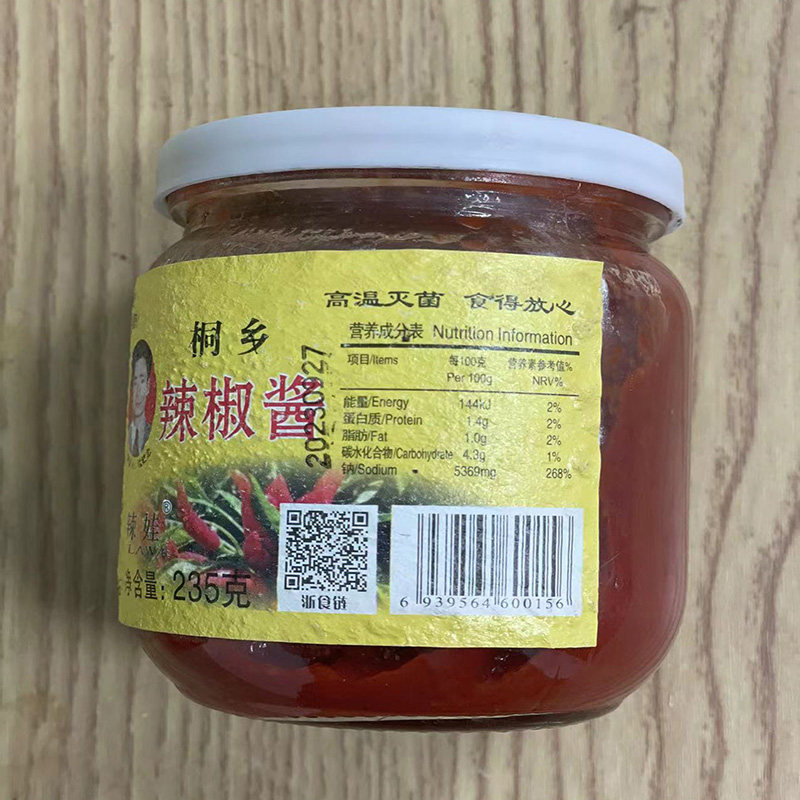 高温灭菌 食得放心
桐乡
辣椒酱
20230927
辣娃®
净含量：235克
营养成分表 Nutrition Information
项目/Items 每100克 Per 100g 营养素参考值% NRV%
能量/Energy 144kJ 2%
蛋白质/Protein 1.4g 2%
脂肪/Fat 1.0g 2%
碳水化合物/Carbohydrate 4.3g 1%
钠/Sodium 5369mg 268%
浙食链
6 939564 600156